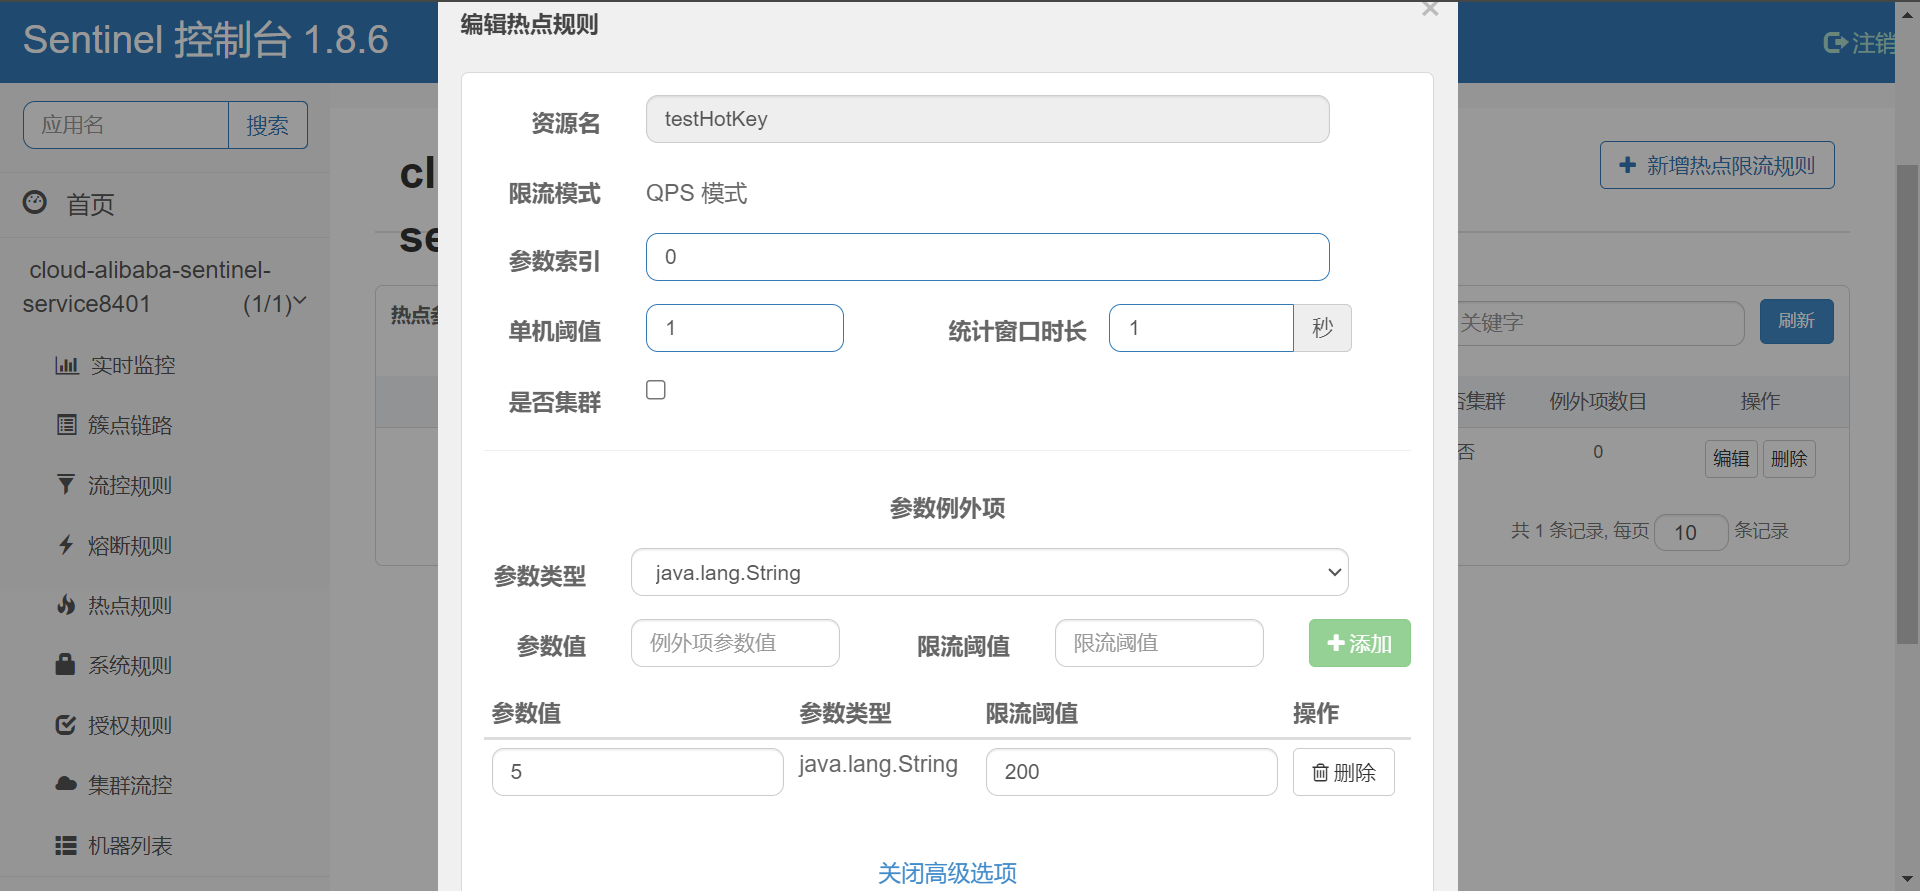 Sentinel 控制台 1.8.6
注销
应用名
搜索
首页
cloud-alibaba-sentinel-
service8401
(1/1)
实时监控
簇点链路
流控规则
熔断规则
热点规则
系统规则
授权规则
集群流控
机器列表
cl
se
热点参
编辑热点规则
×
资源名
testHotKey
限流模式
QPS 模式
参数索引
0
单机阈值
1
统计窗口时长
1
秒
是否集群
参数例外项
参数类型
java.lang.String
参数值
例外项参数值
限流阈值
限流阈值
添加
参数值 参数类型 限流阈值 操作
5 java.lang.String 200 删除
关闭高级选项
新增热点限流规则
关键字
刷新
否集群 例外项数目 操作
否 0 编辑 删除
共 1 条记录, 每页 10 条记录